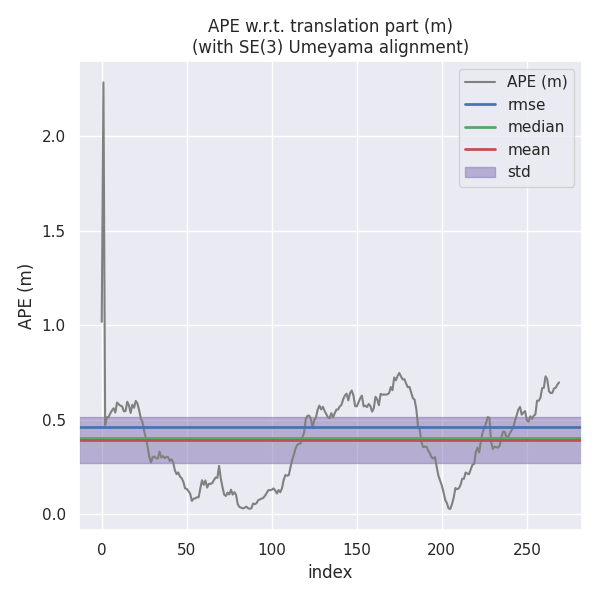 APE w.r.t. translation part (m)
(with SE(3) Umeyama alignment)
APE (m)
rmse
median
mean
std
APE (m)
2.0
1.5
1.0
0.5
0.0
0 50 100 150 200 250
index